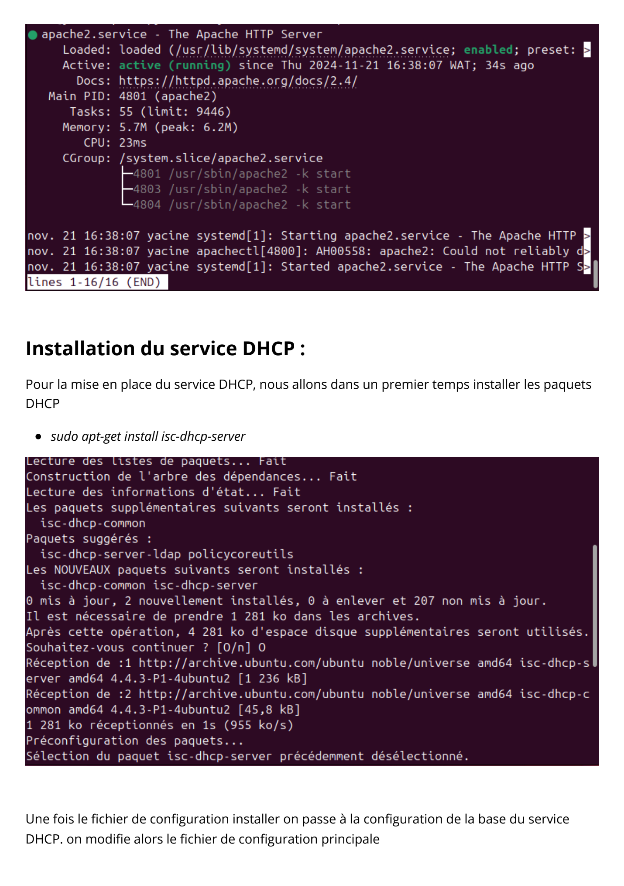 ● apache2.service - The Apache HTTP Server
Loaded: loaded (/usr/lib/systemd/system/apache2.service; enabled; preset: >
Active: active (running) since Thu 2024-11-21 16:38:07 WAT; 34s ago
Docs: https://httpd.apache.org/docs/2.4/
Main PID: 4801 (apache2)
Tasks: 55 (limit: 9446)
Memory: 5.7M (peak: 6.2M)
CPU: 23ms
CGroup: /system.slice/apache2.service
├─4801 /usr/sbin/apache2 -k start
├─4803 /usr/sbin/apache2 -k start
└─4804 /usr/sbin/apache2 -k start
nov. 21 16:38:07 yacine systemd[1]: Starting apache2.service - The Apache HTTP >
nov. 21 16:38:07 yacine apachectl[4800]: AH00558: apache2: Could not reliably d>
nov. 21 16:38:07 yacine systemd[1]: Started apache2.service - The Apache HTTP S>
lines 1-16/16 (END)
Installation du service DHCP :
Pour la mise en place du service DHCP, nous allons dans un premier temps installer les paquets
DHCP
• sudo apt-get install isc-dhcp-server
Lecture des listes de paquets... Fait
Construction de l'arbre des dépendances... Fait
Lecture des informations d'état... Fait
Les paquets supplémentaires suivants seront installés :
isc-dhcp-common
Paquets suggérés :
isc-dhcp-server-ldap policycoreutils
Les NOUVEAUX paquets suivants seront installés :
isc-dhcp-common isc-dhcp-server
0 mis à jour, 2 nouvellement installés, 0 à enlever et 207 non mis à jour.
Il est nécessaire de prendre 1 281 ko dans les archives.
Après cette opération, 4 281 ko d'espace disque supplémentaires seront utilisés.
Souhaitez-vous continuer ? [O/n] O
Réception de :1 http://archive.ubuntu.com/ubuntu noble/universe amd64 isc-dhcp-s
erver amd64 4.4.3-P1-4ubuntu2 [1 236 kB]
Réception de :2 http://archive.ubuntu.com/ubuntu noble/universe amd64 isc-dhcp-c
ommon amd64 4.4.3-P1-4ubuntu2 [45,8 kB]
1 281 ko réceptionnés en 1s (955 ko/s)
Préconfiguration des paquets...
Sélection du paquet isc-dhcp-server précédemment désélectionné.
Une fois le fichier de configuration installer on passe à la configuration de la base du service
DHCP. on modifie alors le fichier de configuration principale